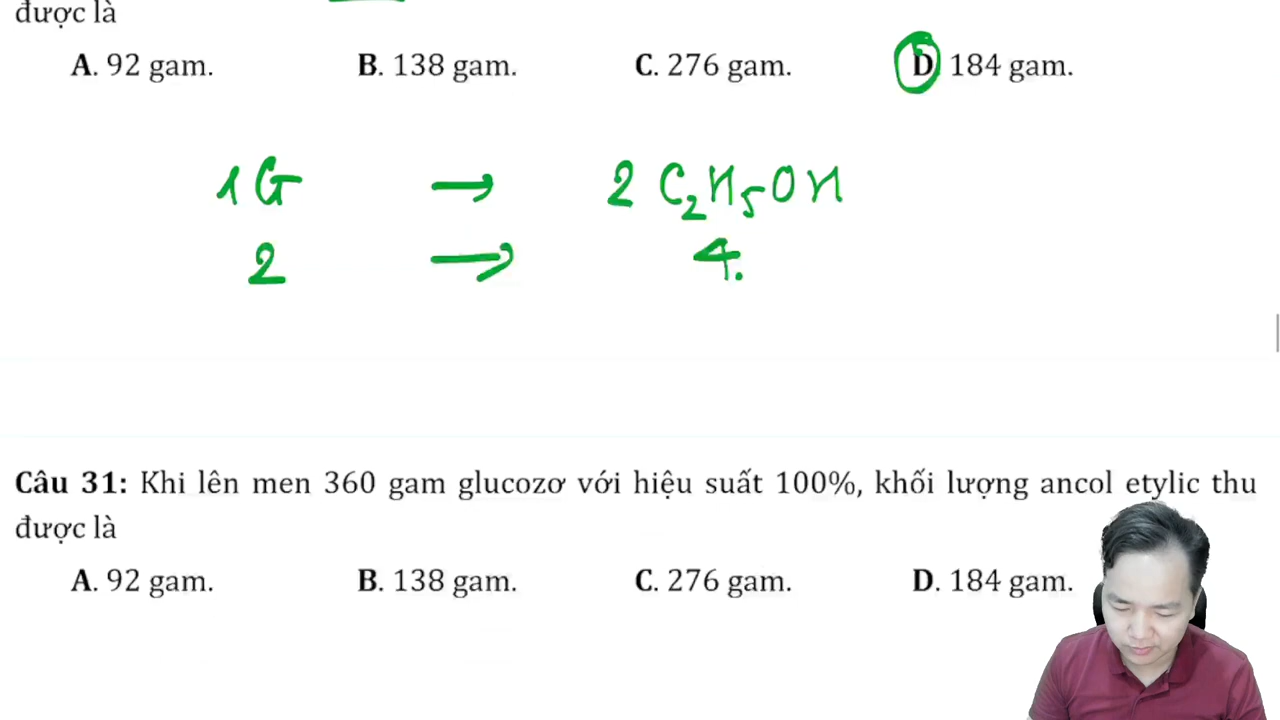 được là
A. 92 gam. B. 138 gam. C. 276 gam. D 184 gam.
1G → 2 C₂H₅OH
2 → 4.
Câu 31: Khi lên men 360 gam glucozơ với hiệu suất 100%, khối lượng ancol etylic thu
được là
A. 92 gam. B. 138 gam. C. 276 gam. D. 184 gam.